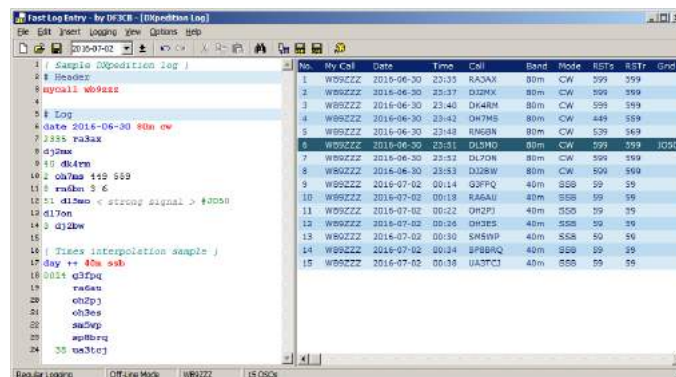 Fast Log Entry - by DF3CB - [DXpedition Log]
File Edit Insert Logging View Options Help
2016-07-02
1 { Sample DXpedition log }
2 # Header
3 mycall wb9zzz
4
5 # Log
6 date 2016-06-30 80m cw
7 2335 ra3ax
8 dj2mx
9 40 dk4rm
10 2 oh7ms 449 559
11 8 rn6bn 3 6
12 51 dl5mo < strong signal > #JO50
13 dl7on
14 3 dj2bw
15
16 { Times interpolation sample }
17 day ++ 40m ssb
18 0014 g3fpq
19 ra6au
20 oh2pj
21 oh3es
22 sm5wp
23 sp8brq
24 38 ua3tcj
No. My Call Date Time Call Band Mode RSTs RSTr Grid
1 WB9ZZZ 2016-06-30 23:35 RA3AX 80m CW 599 599
2 WB9ZZZ 2016-06-30 23:37 DJ2MX 80m CW 599 599
3 WB9ZZZ 2016-06-30 23:40 DK4RM 80m CW 599 599
4 WB9ZZZ 2016-06-30 23:42 OH7MS 80m CW 449 559
5 WB9ZZZ 2016-06-30 23:48 RN6BN 80m CW 539 569
6 WB9ZZZ 2016-06-30 23:51 DL5MO 80m CW 599 599 JO50
7 WB9ZZZ 2016-06-30 23:52 DL7ON 80m CW 599 599
8 WB9ZZZ 2016-06-30 23:53 DJ2BW 80m CW 599 599
9 WB9ZZZ 2016-07-02 00:14 G3FPQ 40m SSB 59 59
10 WB9ZZZ 2016-07-02 00:18 RA6AU 40m SSB 59 59
11 WB9ZZZ 2016-07-02 00:22 OH2PJ 40m SSB 59 59
12 WB9ZZZ 2016-07-02 00:26 OH3ES 40m SSB 59 59
13 WB9ZZZ 2016-07-02 00:30 SM5WP 40m SSB 59 59
14 WB9ZZZ 2016-07-02 00:34 SP8BRQ 40m SSB 59 59
15 WB9ZZZ 2016-07-02 00:38 UA3TCJ 40m SSB 59 59
Regular Logging Off-Line Mode WB9ZZZ 15 QSOs